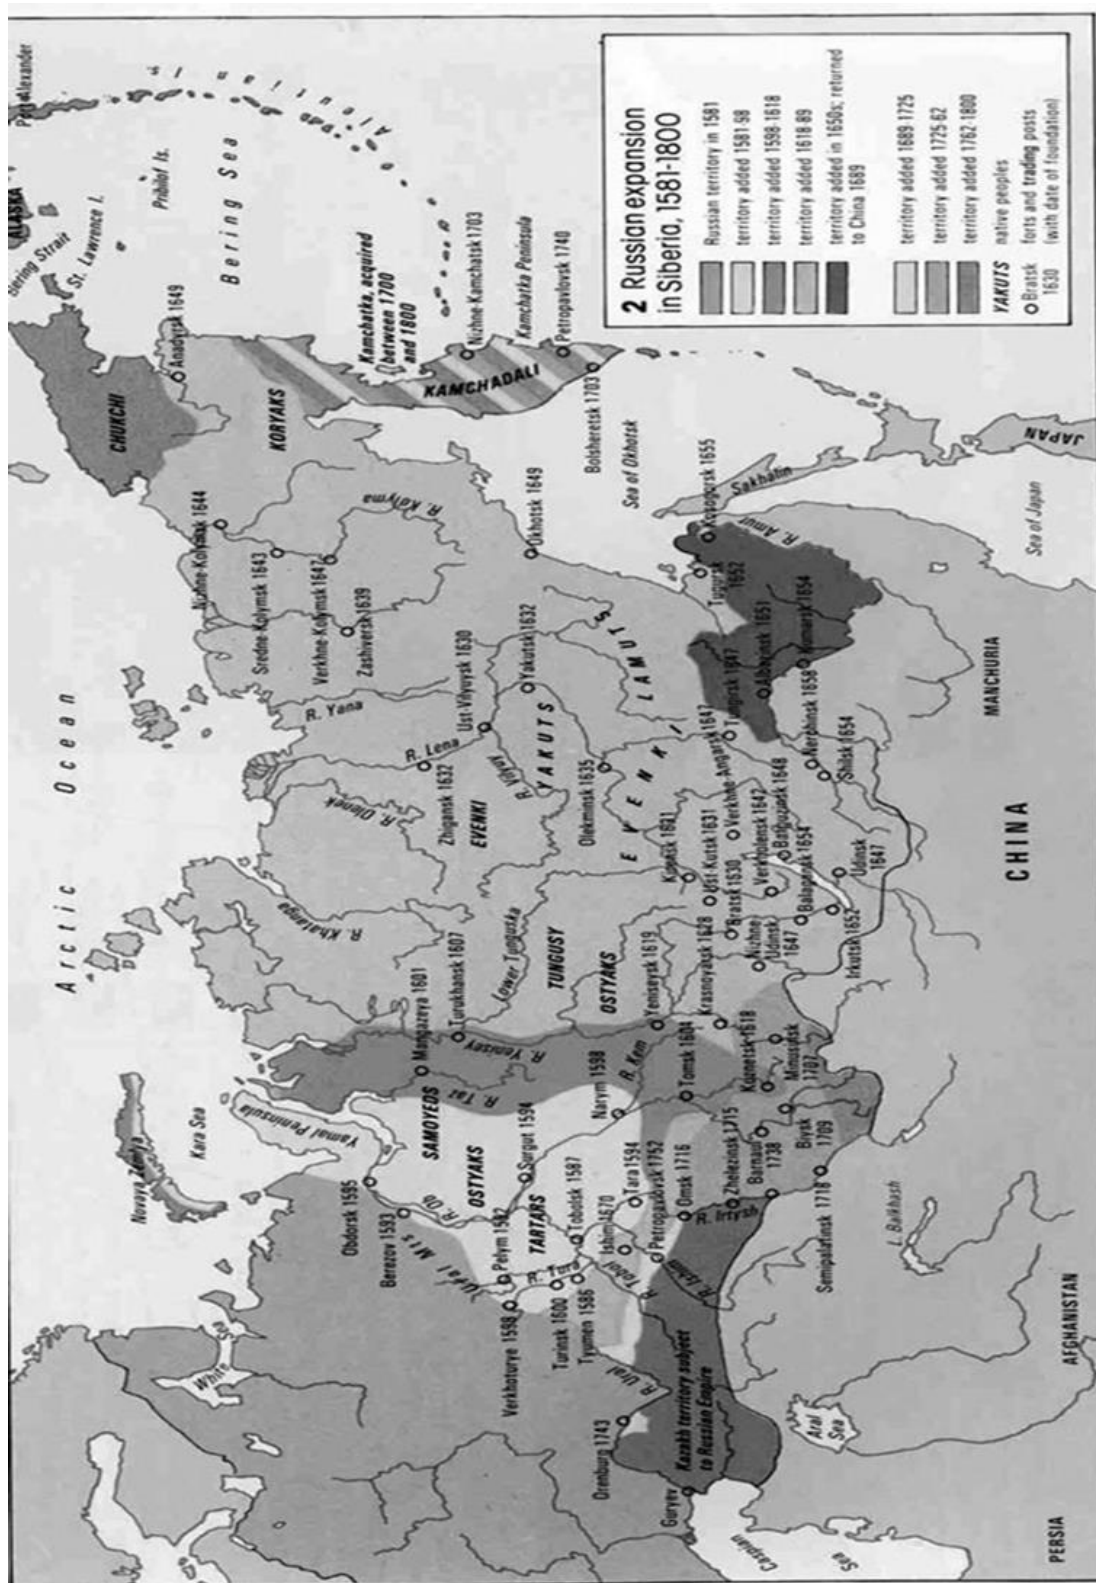 2 Russian expansion
in Siberia, 1581-1800
Russian territory in 1581
territory added 1581-98
territory added 1598-1618
territory added 1618-89
territory added in 1650s; returned
to China 1689
territory added 1689-1725
territory added 1725-62
territory added 1762-1800
YAKUTS native peoples
Bratsk
1630
forts and trading posts
(with date of foundation)
Arctic Ocean
Novaya Zemlya
Kara Sea
Yamal Peninsula
White Sea
Bering Strait
ALASKA
St. Lawrence I.
Port Alexander
Pribilof Is.
Bering Sea
Aleutian
CHUKCHI
Anadyrsk 1649
KORYAKS
Kamchatka, acquired
between 1700
and 1800
Nizhne-Kamchatsk 1703
Kamchatka Peninsula
KAMCHADALI
Petropavlovsk 1740
Bolsheretsk 1703
Sea of Okhotsk
Okhotsk 1649
Nizhne-Kolymsk 1644
Sredne-Kolymsk 1643
Verkhne-Kolymsk 1647
Zashiversk 1639
R. Kolyma
R. Yana
R. Lena
R. Olenek
R. Khatanga
Zhigansk 1632
Ust-Vilyuysk 1630
Yakutsk 1632
R. Vilyuy
YAKUTS
EVENKI
Olekminsk 1635
LAMUTS
EVENKI
Tugursk
1652
Kosogorsk 1655
Sakhalin
R. Amur
JAPAN
Sea of Japan
Albazinsk 1651
Kumarsk 1654
Tungirsk 1647
Nerchinsk 1658
Shilsk 1654
MANCHURIA
Verkhne-Angarsk 1647
Barguzinsk 1648
Verkholensk 1642
Balagansk 1654
Udinsk
1647
Irkutsk 1652
Nizhne
Udinsk
1647
Bratsk 1630
Ust-Kutsk 1631
Kirensk 1631
Krasnoyarsk 1628
Yeniseysk 1619
OSTYAKS
TUNGUSY
Lower Tunguska
Turukhansk 1607
Mangazeya 1601
R. Yenisey
R. Taz
SAMOYEDS
Narym 1598
R. Kem
Tomsk 1604
Kuznetsk 1618
Minusinsk
1707
Biysk
1709
Barnaul
1738
Zhelezinsk 1715
Semipalatinsk 1718
Omsk 1716
Petropavlovsk 1752
Tara 1594
Ishim 1670
Tobolsk 1587
Surgut 1594
OSTYAKS
TARTARS
R. Ob
Obdorsk 1595
Berezov 1593
Ural Mts
Pelym 1592
Verkhoturye 1598
Turinsk 1600
Tyumen 1586
R. Tura
R. Tobol
R. Ishim
R. Ural
Orenburg 1743
Guryev
Kazakh territory subject
to Russian Empire
Caspian
Sea
Aral
Sea
L. Balkhash
PERSIA
AFGHANISTAN
CHINA